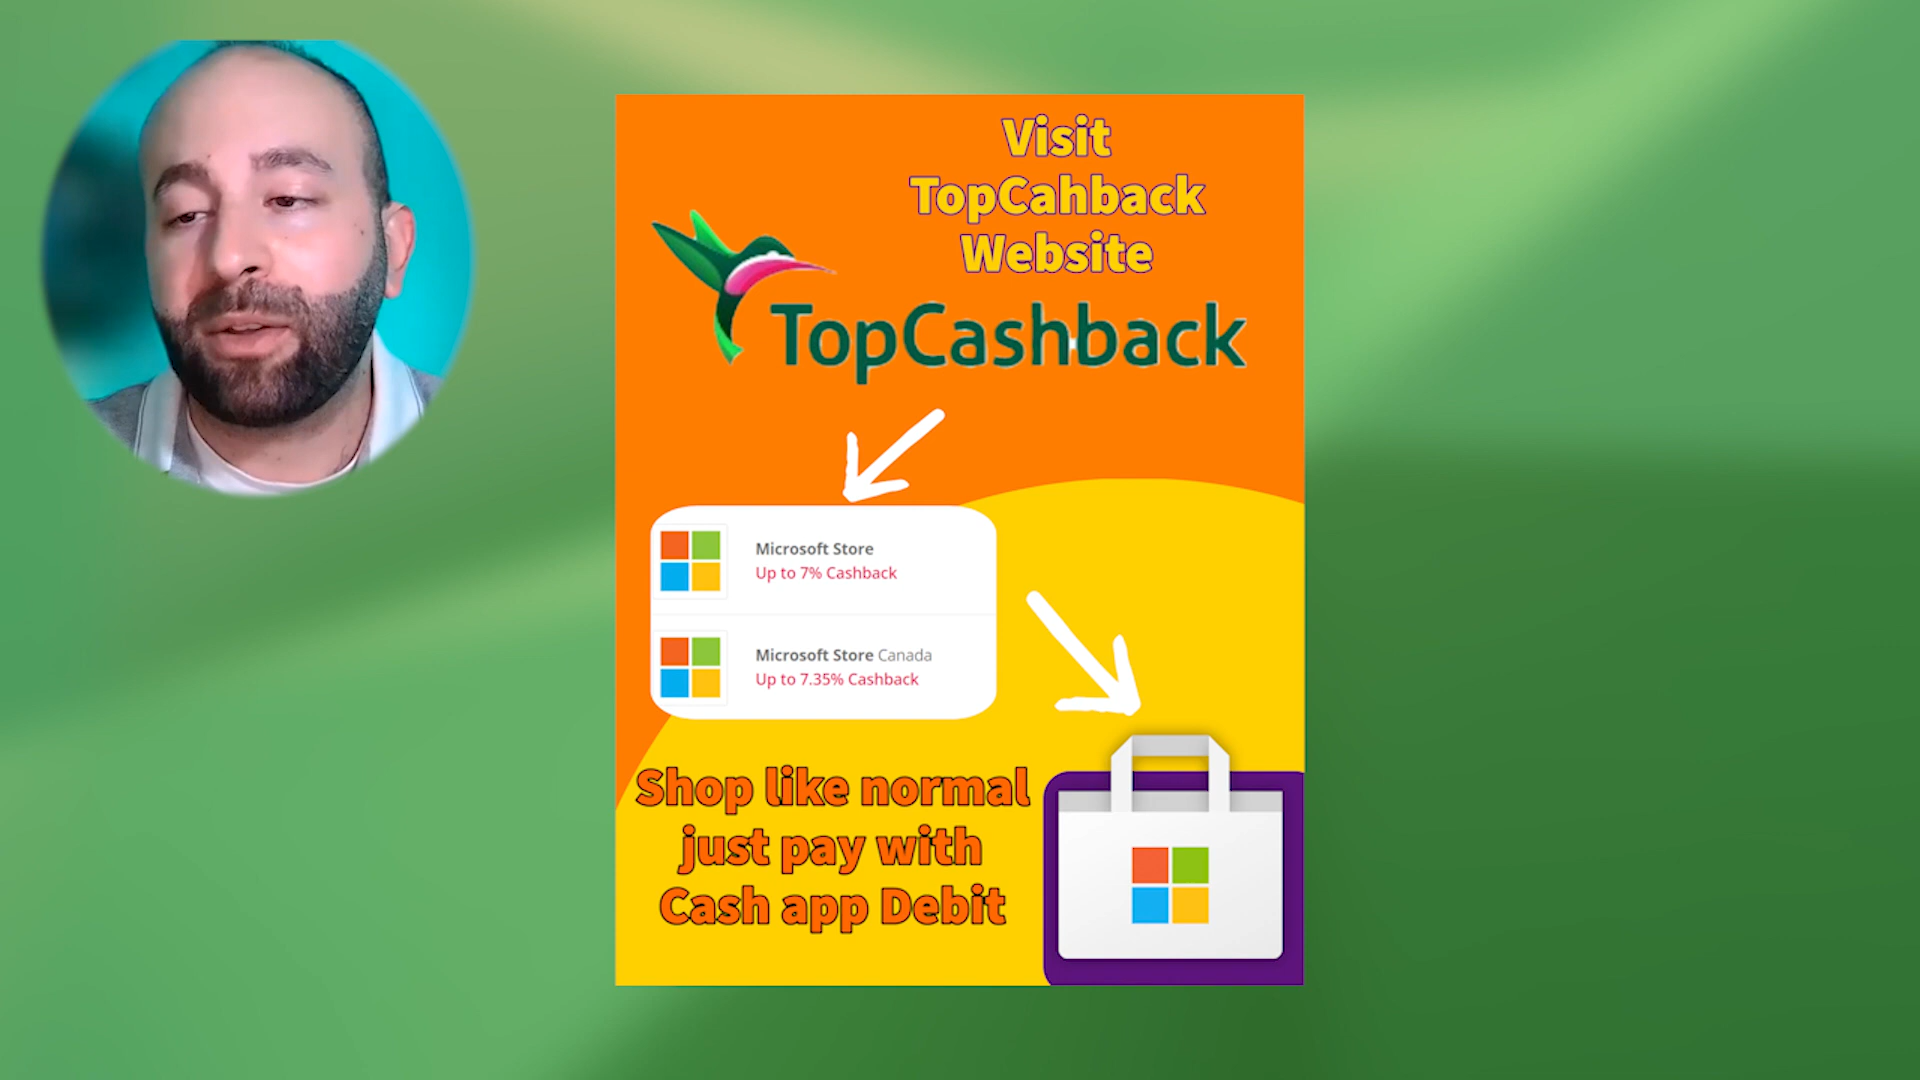 Visit
TopCahback
Website
TopCashback
Microsoft Store
Up to 7% Cashback
Microsoft Store Canada
Up to 7.35% Cashback
Shop like normal
just pay with
Cash app Debit